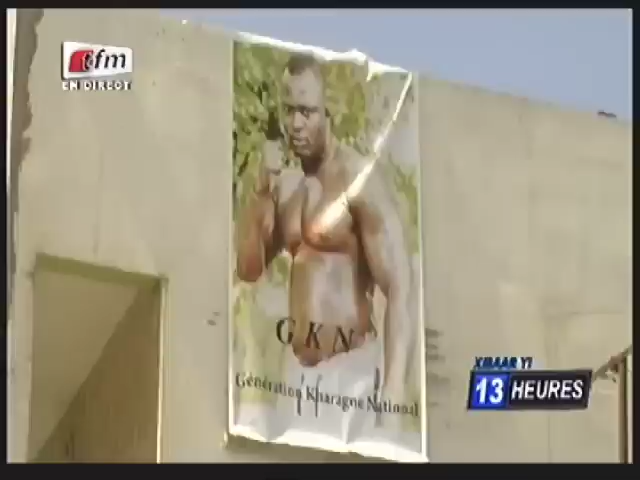 tfm
EN DIRECT
GKN
Génération Kharagne National
XIBAAR YI
13 HEURES